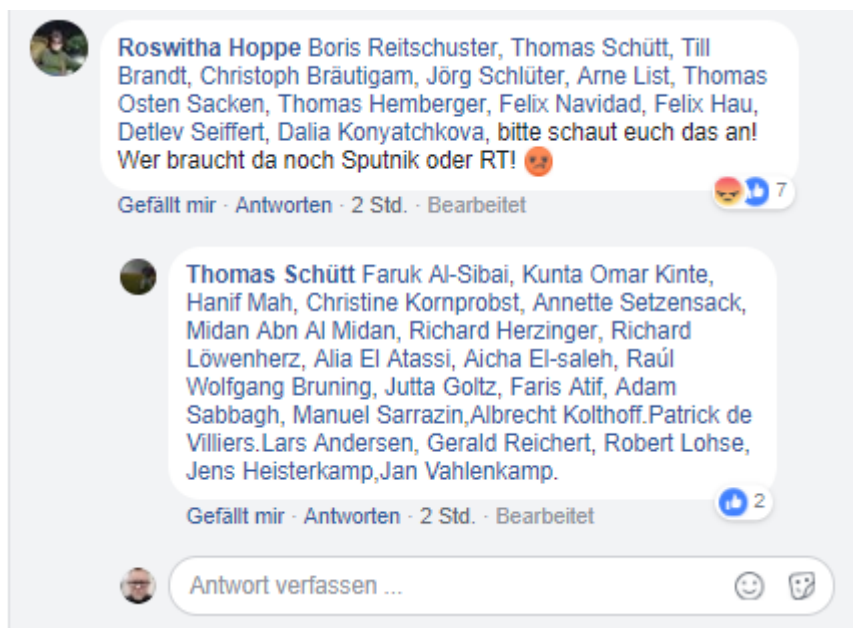 Roswitha Hoppe Boris Reitschuster, Thomas Schütt, Till
Brandt, Christoph Bräutigam, Jörg Schlüter, Arne List, Thomas
Osten Sacken, Thomas Hemberger, Felix Navidad, Felix Hau,
Detlev Seiffert, Dalia Konyatchkova, bitte schaut euch das an!
Wer braucht da noch Sputnik oder RT! 😡
7
Gefällt mir · Antworten · 2 Std. · Bearbeitet
Thomas Schütt Faruk Al-Sibai, Kunta Omar Kinte,
Hanif Mah, Christine Kornprobst, Annette Setzensack,
Midan Abn Al Midan, Richard Herzinger, Richard
Löwenherz, Alia El Atassi, Aicha El-saleh, Raúl
Wolfgang Bruning, Jutta Goltz, Faris Atif, Adam
Sabbagh, Manuel Sarrazin,Albrecht Kolthoff.Patrick de
Villiers.Lars Andersen, Gerald Reichert, Robert Lohse,
Jens Heisterkamp,Jan Vahlenkamp.
2
Gefällt mir · Antworten · 2 Std. · Bearbeitet
Antwort verfassen ...